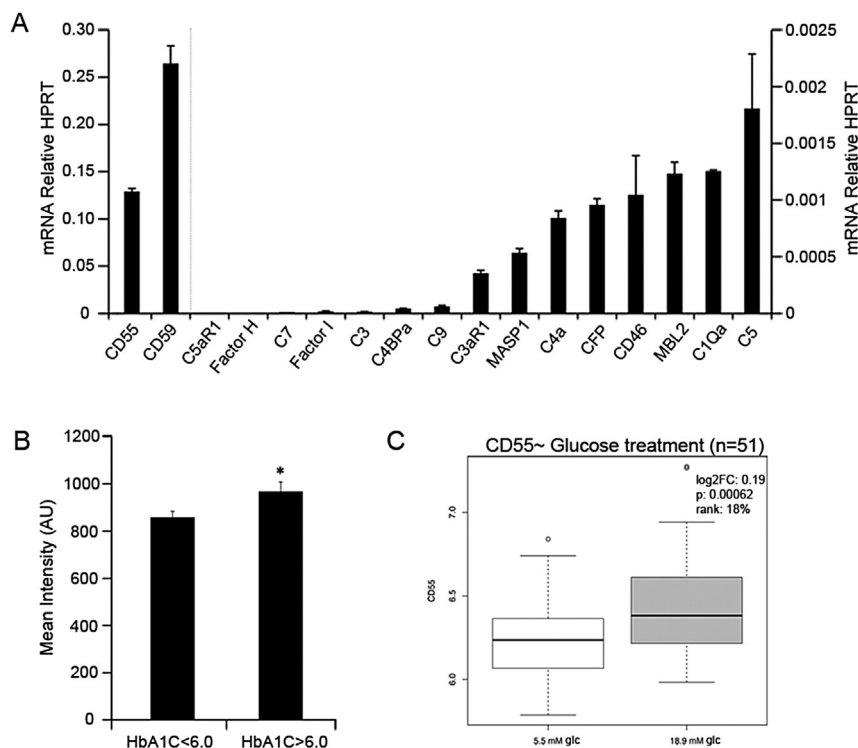 A
mRNA Relative HPRT
0.30
0.25
0.20
0.15
0.10
0.05
0
0.0025
0.002
0.0015
0.001
0.0005
0
mRNA Relative HPRT
CD55 CD59 C5aR1 Factor H C7 Factor I C3 C4BPa C9 C3aR1 MASP1 C4a CFP CD46 MBL2 C1Qa C5
B
Mean Intensity (AU)
1200
1000
800
600
400
200
0
*
HbA1C<6.0 HbA1C>6.0
C
CD55~ Glucose treatment (n=51)
log2FC: 0.19
p: 0.00062
rank: 18%
CD55
7.0
6.5
6.0
5.5 mM glc 18.9 mM glc